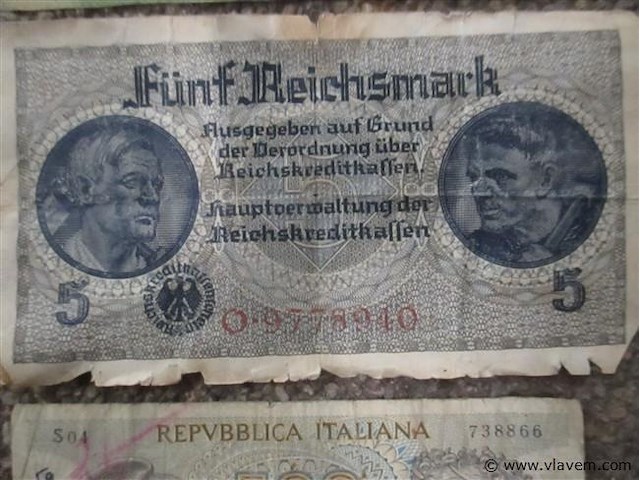 Fünf Reichsmark
Ausgegeben auf Grund
der Verordnung über
Reichskreditkassen.
Hauptverwaltung der
Reichskreditkassen
5
5
O·9778940
S 04
REPVBBLICA ITALIANA
738866
© www.vlavem.com